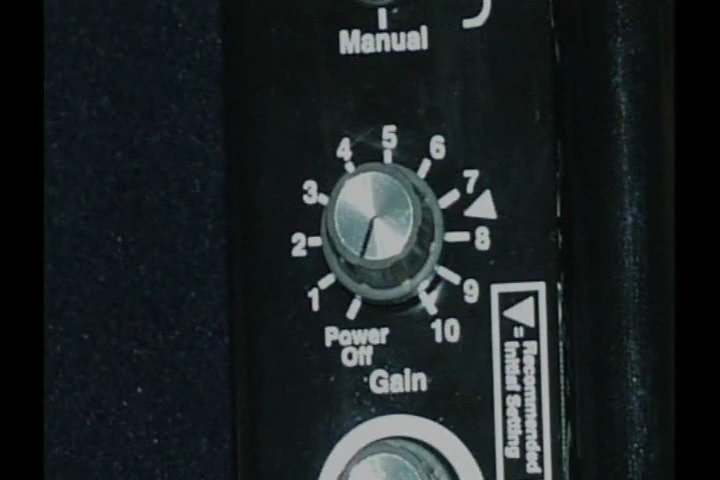 Manual
5
4
6
3
7
2
8
1
9
10
Power
Off
Gain
= Recommended
Initial Setting